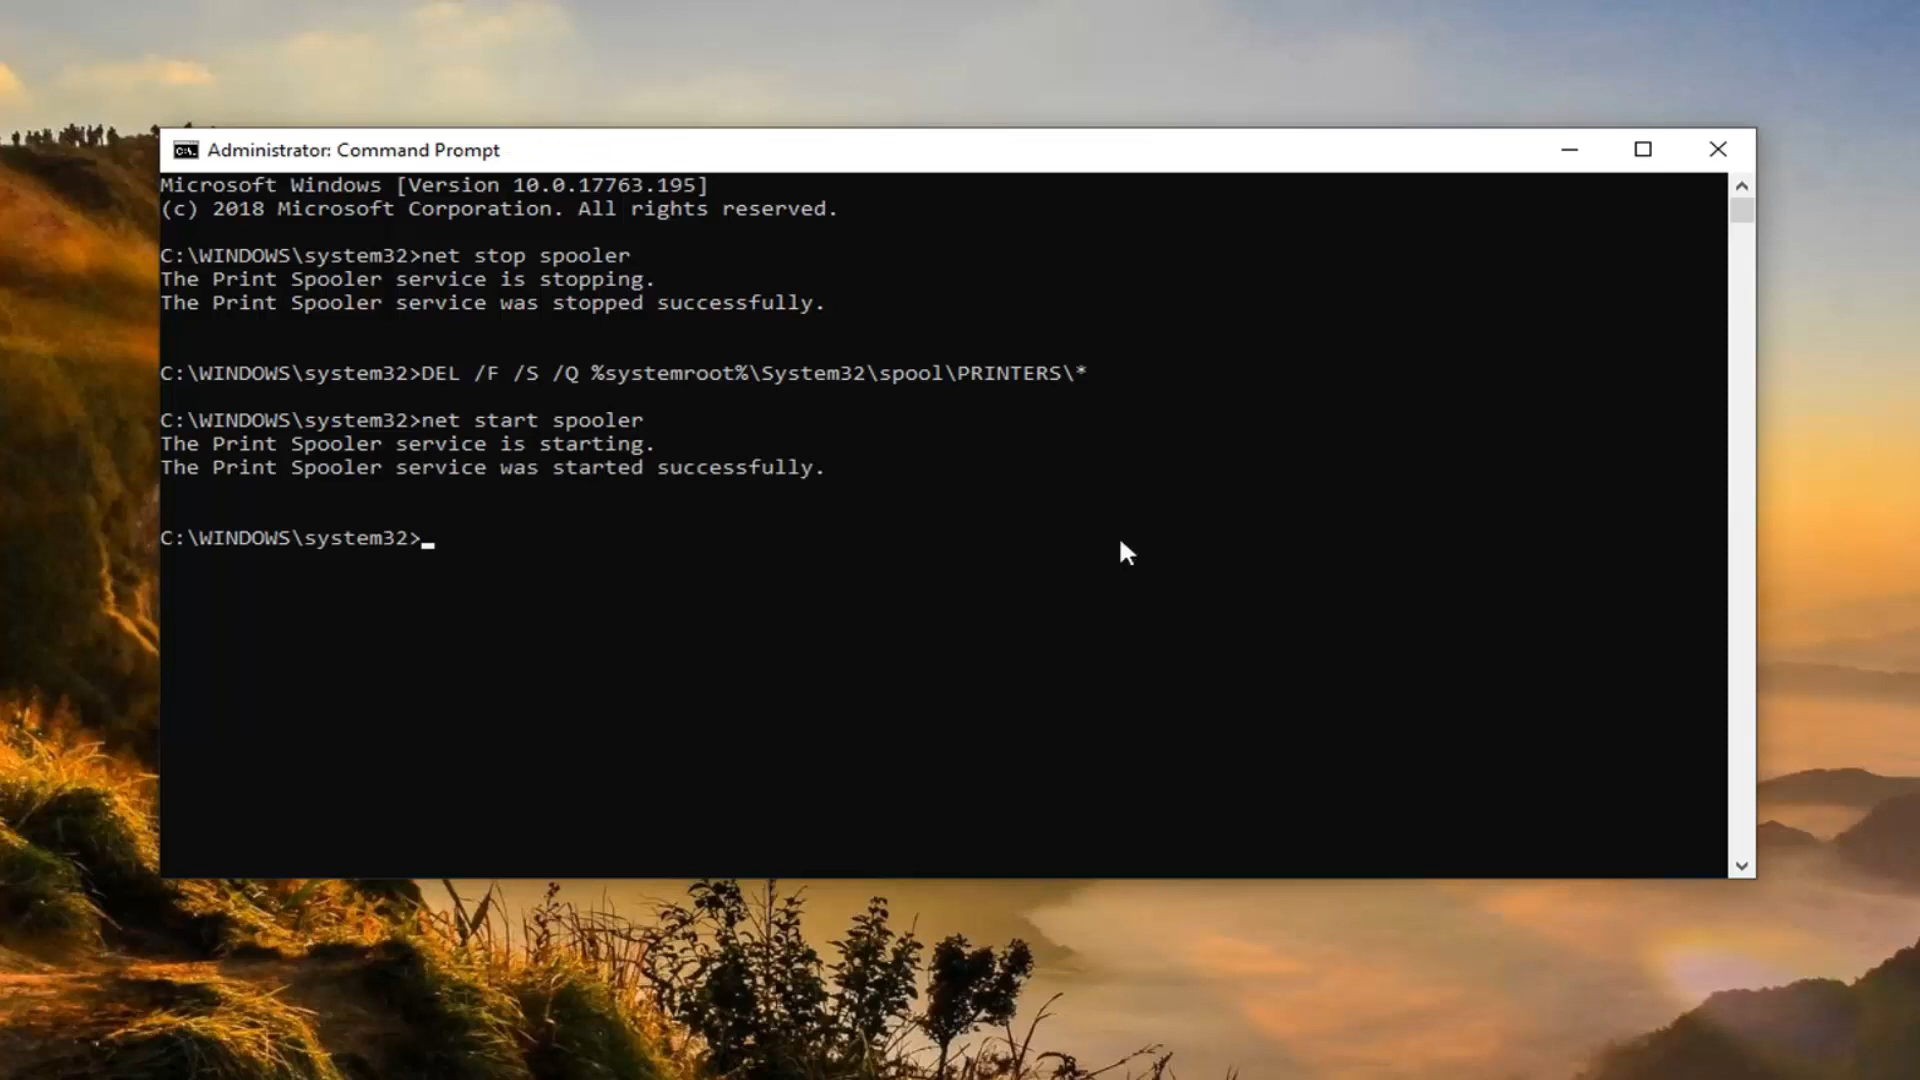 Administrator: Command Prompt
Microsoft Windows [Version 10.0.17763.195]
(c) 2018 Microsoft Corporation. All rights reserved.
C:\WINDOWS\system32>net stop spooler
The Print Spooler service is stopping.
The Print Spooler service was stopped successfully.
C:\WINDOWS\system32>DEL /F /S /Q %systemroot%\System32\spool\PRINTERS\*
C:\WINDOWS\system32>net start spooler
The Print Spooler service is starting.
The Print Spooler service was started successfully.
C:\WINDOWS\system32>